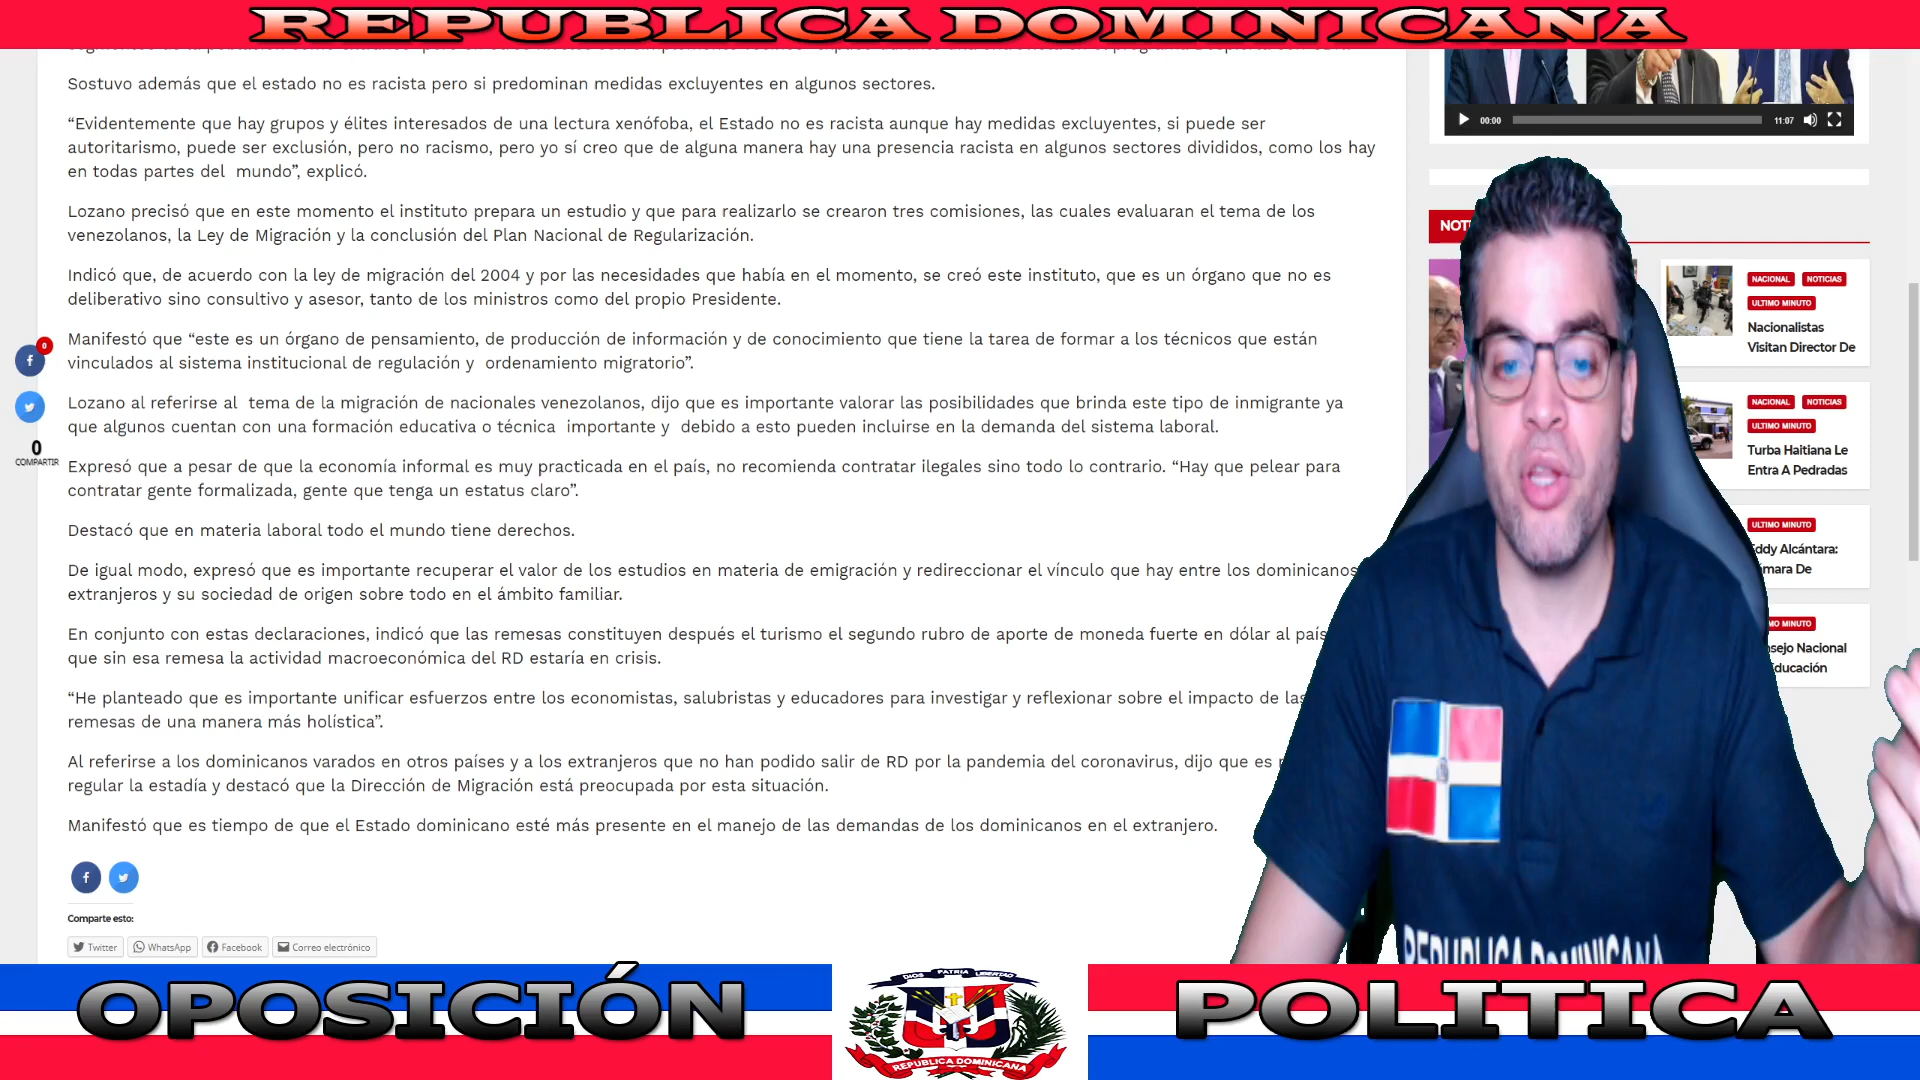 REPUBLICA DOMINICANA
Sostuvo además que el estado no es racista pero si predominan medidas excluyentes en algunos sectores.
“Evidentemente que hay grupos y élites interesados de una lectura xenófoba, el Estado no es racista aunque hay medidas excluyentes, si puede ser
autoritarismo, puede ser exclusión, pero no racismo, pero yo sí creo que de alguna manera hay una presencia racista en algunos sectores divididos, como los hay
en todas partes del mundo”, explicó.
Lozano precisó que en este momento el instituto prepara un estudio y que para realizarlo se crearon tres comisiones, las cuales evaluaran el tema de los
venezolanos, la Ley de Migración y la conclusión del Plan Nacional de Regularización.
Indicó que, de acuerdo con la ley de migración del 2004 y por las necesidades que había en el momento, se creó este instituto, que es un órgano que no es
deliberativo sino consultivo y asesor, tanto de los ministros como del propio Presidente.
Manifestó que “este es un órgano de pensamiento, de producción de información y de conocimiento que tiene la tarea de formar a los técnicos que están
vinculados al sistema institucional de regulación y ordenamiento migratorio”.
Lozano al referirse al tema de la migración de nacionales venezolanos, dijo que es importante valorar las posibilidades que brinda este tipo de inmigrante ya
que algunos cuentan con una formación educativa o técnica importante y debido a esto pueden incluirse en la demanda del sistema laboral.
Expresó que a pesar de que la economía informal es muy practicada en el país, no recomienda contratar ilegales sino todo lo contrario. “Hay que pelear para
contratar gente formalizada, gente que tenga un estatus claro”.
Destacó que en materia laboral todo el mundo tiene derechos.
De igual modo, expresó que es importante recuperar el valor de los estudios en materia de emigración y redireccionar el vínculo que hay entre los dominicanos
extranjeros y su sociedad de origen sobre todo en el ámbito familiar.
En conjunto con estas declaraciones, indicó que las remesas constituyen después el turismo el segundo rubro de aporte de moneda fuerte en dólar al país
que sin esa remesa la actividad macroeconómica del RD estaría en crisis.
“He planteado que es importante unificar esfuerzos entre los economistas, salubristas y educadores para investigar y reflexionar sobre el impacto de las
remesas de una manera más holística”.
Al referirse a los dominicanos varados en otros países y a los extranjeros que no han podido salir de RD por la pandemia del coronavirus, dijo que es
regular la estadía y destacó que la Dirección de Migración está preocupada por esta situación.
Manifestó que es tiempo de que el Estado dominicano esté más presente en el manejo de las demandas de los dominicanos en el extranjero.
0
0
COMPARTIR
Comparte esto:
Twitter WhatsApp Facebook Correo electrónico
00:00 11:07
NACIONAL NOTICIAS
ULTIMO MINUTO
Nacionalistas
Visitan Director De
NACIONAL NOTICIAS
ULTIMO MINUTO
Turba Haitiana Le
Entra A Pedradas
ULTIMO MINUTO
Eddy Alcántara:
De
MINUTO
Nacional
Educación
REPUBLICA DOMINICANA
OPOSICIÓN
DIOS PATRIA LIBERTAD
REPUBLICA DOMINICANA
POLITICA